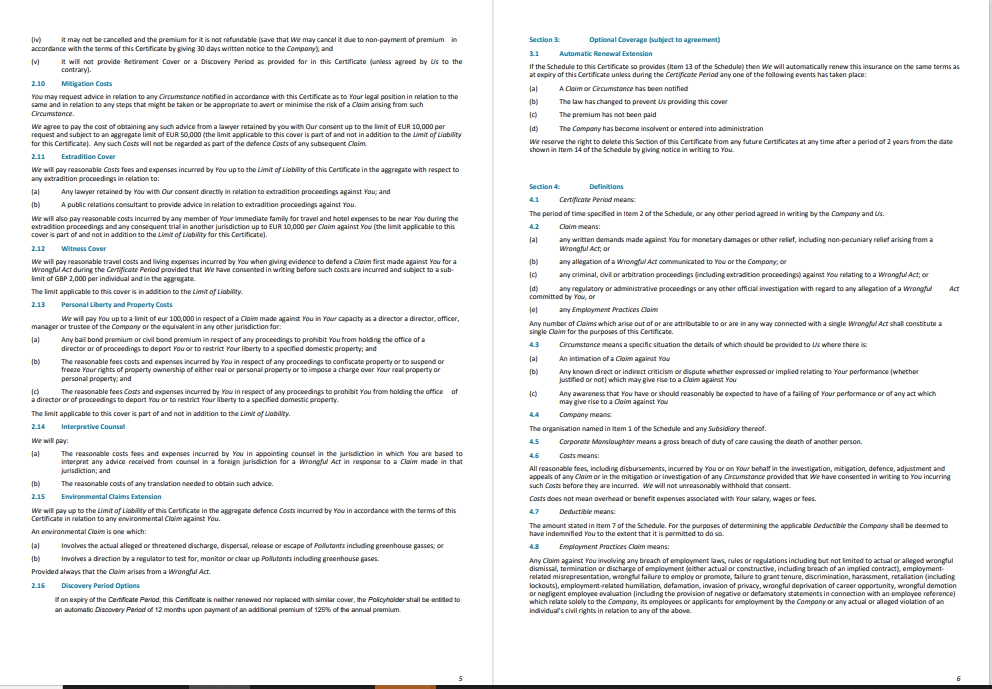 (iv) it may not be cancelled and the premium for it is not refundable (save that We may cancel it due to non-payment of premium in
accordance with the terms of this Certificate by giving 30 days written notice to the Company); and
(v) it will not provide Retirement Cover or a Discovery Period as provided for in this Certificate (unless agreed by Us to the
contrary).
2.10 Mitigation Costs
You may request advice in relation to any Circumstance notified in accordance with this Certificate as to Your legal position in relation to
the same and in relation to any steps that might be taken or be appropriate to avert or minimise the risk of a Claim arising from such
Circumstance.
We agree to pay the cost of obtaining any such advice from a lawyer retained by you with Our consent up to the limit of EUR 10,000 per
request and subject to an aggregate limit of EUR 50,000 (the limit applicable to this cover is part of and not in addition to the Limit of Liability
for this Certificate). Any such Costs will not be regarded as part of the defence Costs of any subsequent Claim.
2.11 Extradition Cover
We will pay reasonable Costs fees and expenses incurred by You up to the Limit of Liability of this Certificate in the aggregate with respect to
any extradition proceedings in relation to:
(a) Any lawyer retained by You with Our consent directly in relation to extradition proceedings against You; and
(b) A public relations consultant to provide advice in relation to extradition proceedings against You.
We will also pay reasonable costs incurred by any member of Your immediate family for travel and hotel expenses to be near You during the
extradition proceedings and any consequent trial in another jurisdiction up to EUR 10,000 per Claim against You (the limit applicable to this
cover is part of and not in addition to the Limit of Liability for this Certificate).
2.12 Witness Cover
We will pay reasonable travel costs and living expenses incurred by You when giving evidence to defend a Claim first made against You for a
Wrongful Act during the Certificate Period provided that We have consented in writing before such costs are incurred and subject to a sub-
limit of GBP 2,000 per individual and in the aggregate.
The limit applicable to this cover is in addition to the Limit of Liability.
2.13 Personal Liberty and Property Costs
We will pay You up to a limit of eur 100,000 in respect of a Claim made against You in Your capacity as a director a director, officer,
manager or trustee of the Company or the equivalent in any other jurisdiction for:
(a) Any bail bond premium or civil bond premium in respect of any proceedings to prohibit You from holding the office of a
director or of proceedings to deport You or to restrict Your liberty to a specified domestic property; and
(b) The reasonable fees costs and expenses incurred by You in respect of any proceedings to confiscate property or to suspend or
freeze Your rights of property ownership of either real or personal property or to impose a charge over Your real property or
personal property; and
(c) The reasonable fees Costs and expenses incurred by You in respect of any proceedings to prohibit You from holding the office of
a director or of proceedings to deport You or to restrict Your liberty to a specified domestic property.
The limit applicable to this cover is part of and not in addition to the Limit of Liability.
2.14 Interpretive Counsel
We will pay:
(a) The reasonable costs fees and expenses incurred by You in appointing counsel in the jurisdiction in which You are based to
interpret any advice received from counsel in a foreign jurisdiction for a Wrongful Act in response to a Claim made in that
jurisdiction; and
(b) The reasonable costs of any translation needed to obtain such advice.
2.15 Environmental Claims Extension
We will pay up to the Limit of Liability of this Certificate in the aggregate defence Costs incurred by You in accordance with the terms of this
Certificate in relation to any environmental Claim against You.
An environmental Claim is one which:
(a) Involves the actual alleged or threatened discharge, dispersal, release or escape of Pollutants including greenhouse gasses; or
(b) Involves a direction by a regulator to test for, monitor or clear up Pollutants including greenhouse gasses.
Provided always that the Claim arises from a Wrongful Act.
2.16 Discovery Period Options
If on expiry of the Certificate Period, this Certificate is neither renewed nor replaced with similar cover, the Policyholder shall be entitled to
an automatic Discovery Period of 12 months upon payment of an additional premium of 125% of the annual premium.
5
Section 3: Optional Coverage (subject to agreement)
3.1 Automatic Renewal Extension
If the Schedule to this Certificate so provides (Item 13 of the Schedule) then We will automatically renew this insurance on the same terms as
at expiry of this Certificate unless during the Certificate Period any one of the following events has taken place:
(a) A Claim or Circumstance has been notified
(b) The law has changed to prevent Us providing this cover
(c) The premium has not been paid
(d) The Company has become insolvent or entered into administration
We reserve the right to delete this Section of this Certificate from any future Certificates at any time after a period of 2 years from the date
shown in Item 14 of the Schedule by giving notice in writing to You.
Section 4: Definitions
4.1 Certificate Period means:
The period of time specified in Item 2 of the Schedule, or any other period agreed in writing by the Company and Us.
4.2 Claim means:
(a) any written demands made against You for monetary damages or other relief, including non-pecuniary relief arising from a
Wrongful Act; or
(b) any allegation of a Wrongful Act communicated to You or the Company; or
(c) any criminal, civil or arbitration proceedings (including extradition proceedings) against You relating to a Wrongful Act; or
(d) any regulatory or administrative proceedings or any other official investigation with regard to any allegation of a Wrongful Act
committed by You, or
(e) any Employment Practices Claim
Any number of Claims which arise out of or are attributable to or are in any way connected with a single Wrongful Act shall constitute a
single Claim for the purposes of this Certificate.
4.3 Circumstance means a specific situation the details of which should be provided to Us where there is:
(a) An intimation of a Claim against You
(b) Any known direct or indirect criticism or dispute whether expressed or implied relating to Your performance (whether
justified or not) which may give rise to a Claim against You
(c) Any awareness that You have or should reasonably be expected to have of a failing of Your performance or of any act which
may give rise to a Claim against You
4.4 Company means:
The organisation named in Item 1 of the Schedule and any Subsidiary thereof.
4.5 Corporate Manslaughter means a gross breach of duty of care causing the death of another person.
4.6 Costs means:
All reasonable fees, including disbursements, incurred by You or on Your behalf in the investigation, mitigation, defence, adjustment and
appeals of any Claim or in the mitigation or investigation of any Circumstance provided that We have consented in writing to You incurring
such Costs before they are incurred. We will not unreasonably withhold that consent.
Costs does not mean overhead or benefit expenses associated with Your salary, wages or fees.
4.7 Deductible means:
The amount stated in Item 7 of the Schedule. For the purposes of determining the applicable Deductible the Company shall be deemed to
have indemnified You to the extent that it is permitted to do so.
4.8 Employment Practices Claim means:
Any Claim against You involving any breach of employment laws, rules or regulations including but not limited to actual or alleged wrongful
dismissal, termination or discharge of employment (either actual or constructive, including breach of an implied contract), employment-
related misrepresentation, wrongful failure to employ or promote, failure to grant tenure, discrimination, harassment, retaliation (including
lockouts), employment-related humiliation, defamation, invasion of privacy, wrongful deprivation of career opportunity, wrongful demotion
or negligent employee evaluation (including the provision of negative or defamatory statements in connection with an employee reference)
which relate solely to the Company, its employees or applicants for employment by the Company or any actual or alleged violation of an
individual's civil rights in relation to any of the above.
6